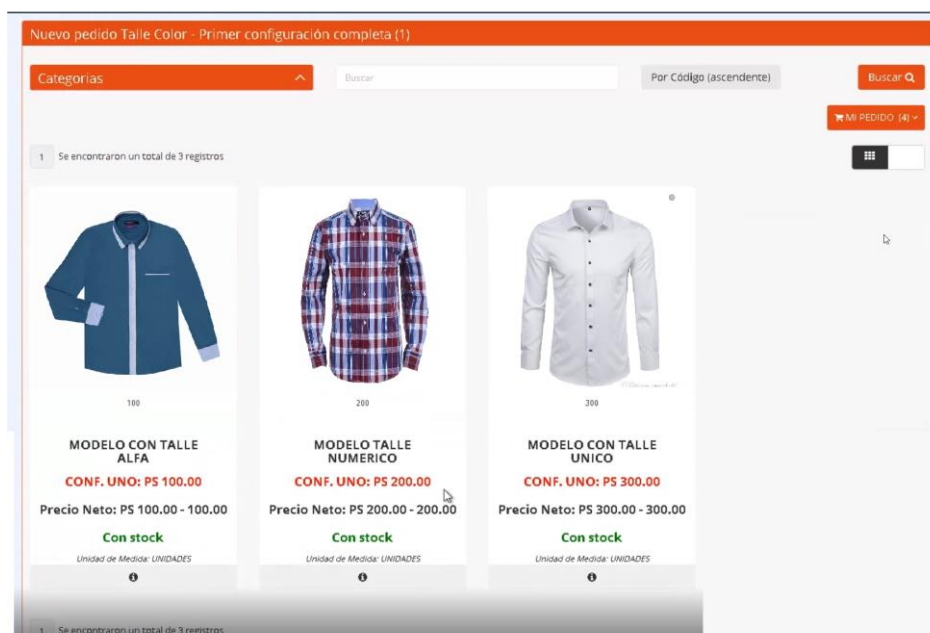 Nuevo pedido Talle Color - Primer configuración completa (1)
Categorias
Buscar
Por Código (ascendente)
Buscar
MI PEDIDO (4)
1 Se encontraron un total de 3 registros
100
200
300
MODELO CON TALLE
ALFA
MODELO TALLE
NUMERICO
MODELO CON TALLE
UNICO
CONF. UNO: PS 100.00
CONF. UNO: PS 200.00
CONF. UNO: PS 300.00
Precio Neto: PS 100.00 - 100.00
Precio Neto: PS 200.00 - 200.00
Precio Neto: PS 300.00 - 300.00
Con stock
Con stock
Con stock
Unidad de Medida: UNIDADES
Unidad de Medida: UNIDADES
Unidad de Medida: UNIDADES
1 Se encontraron un total de 3 registros